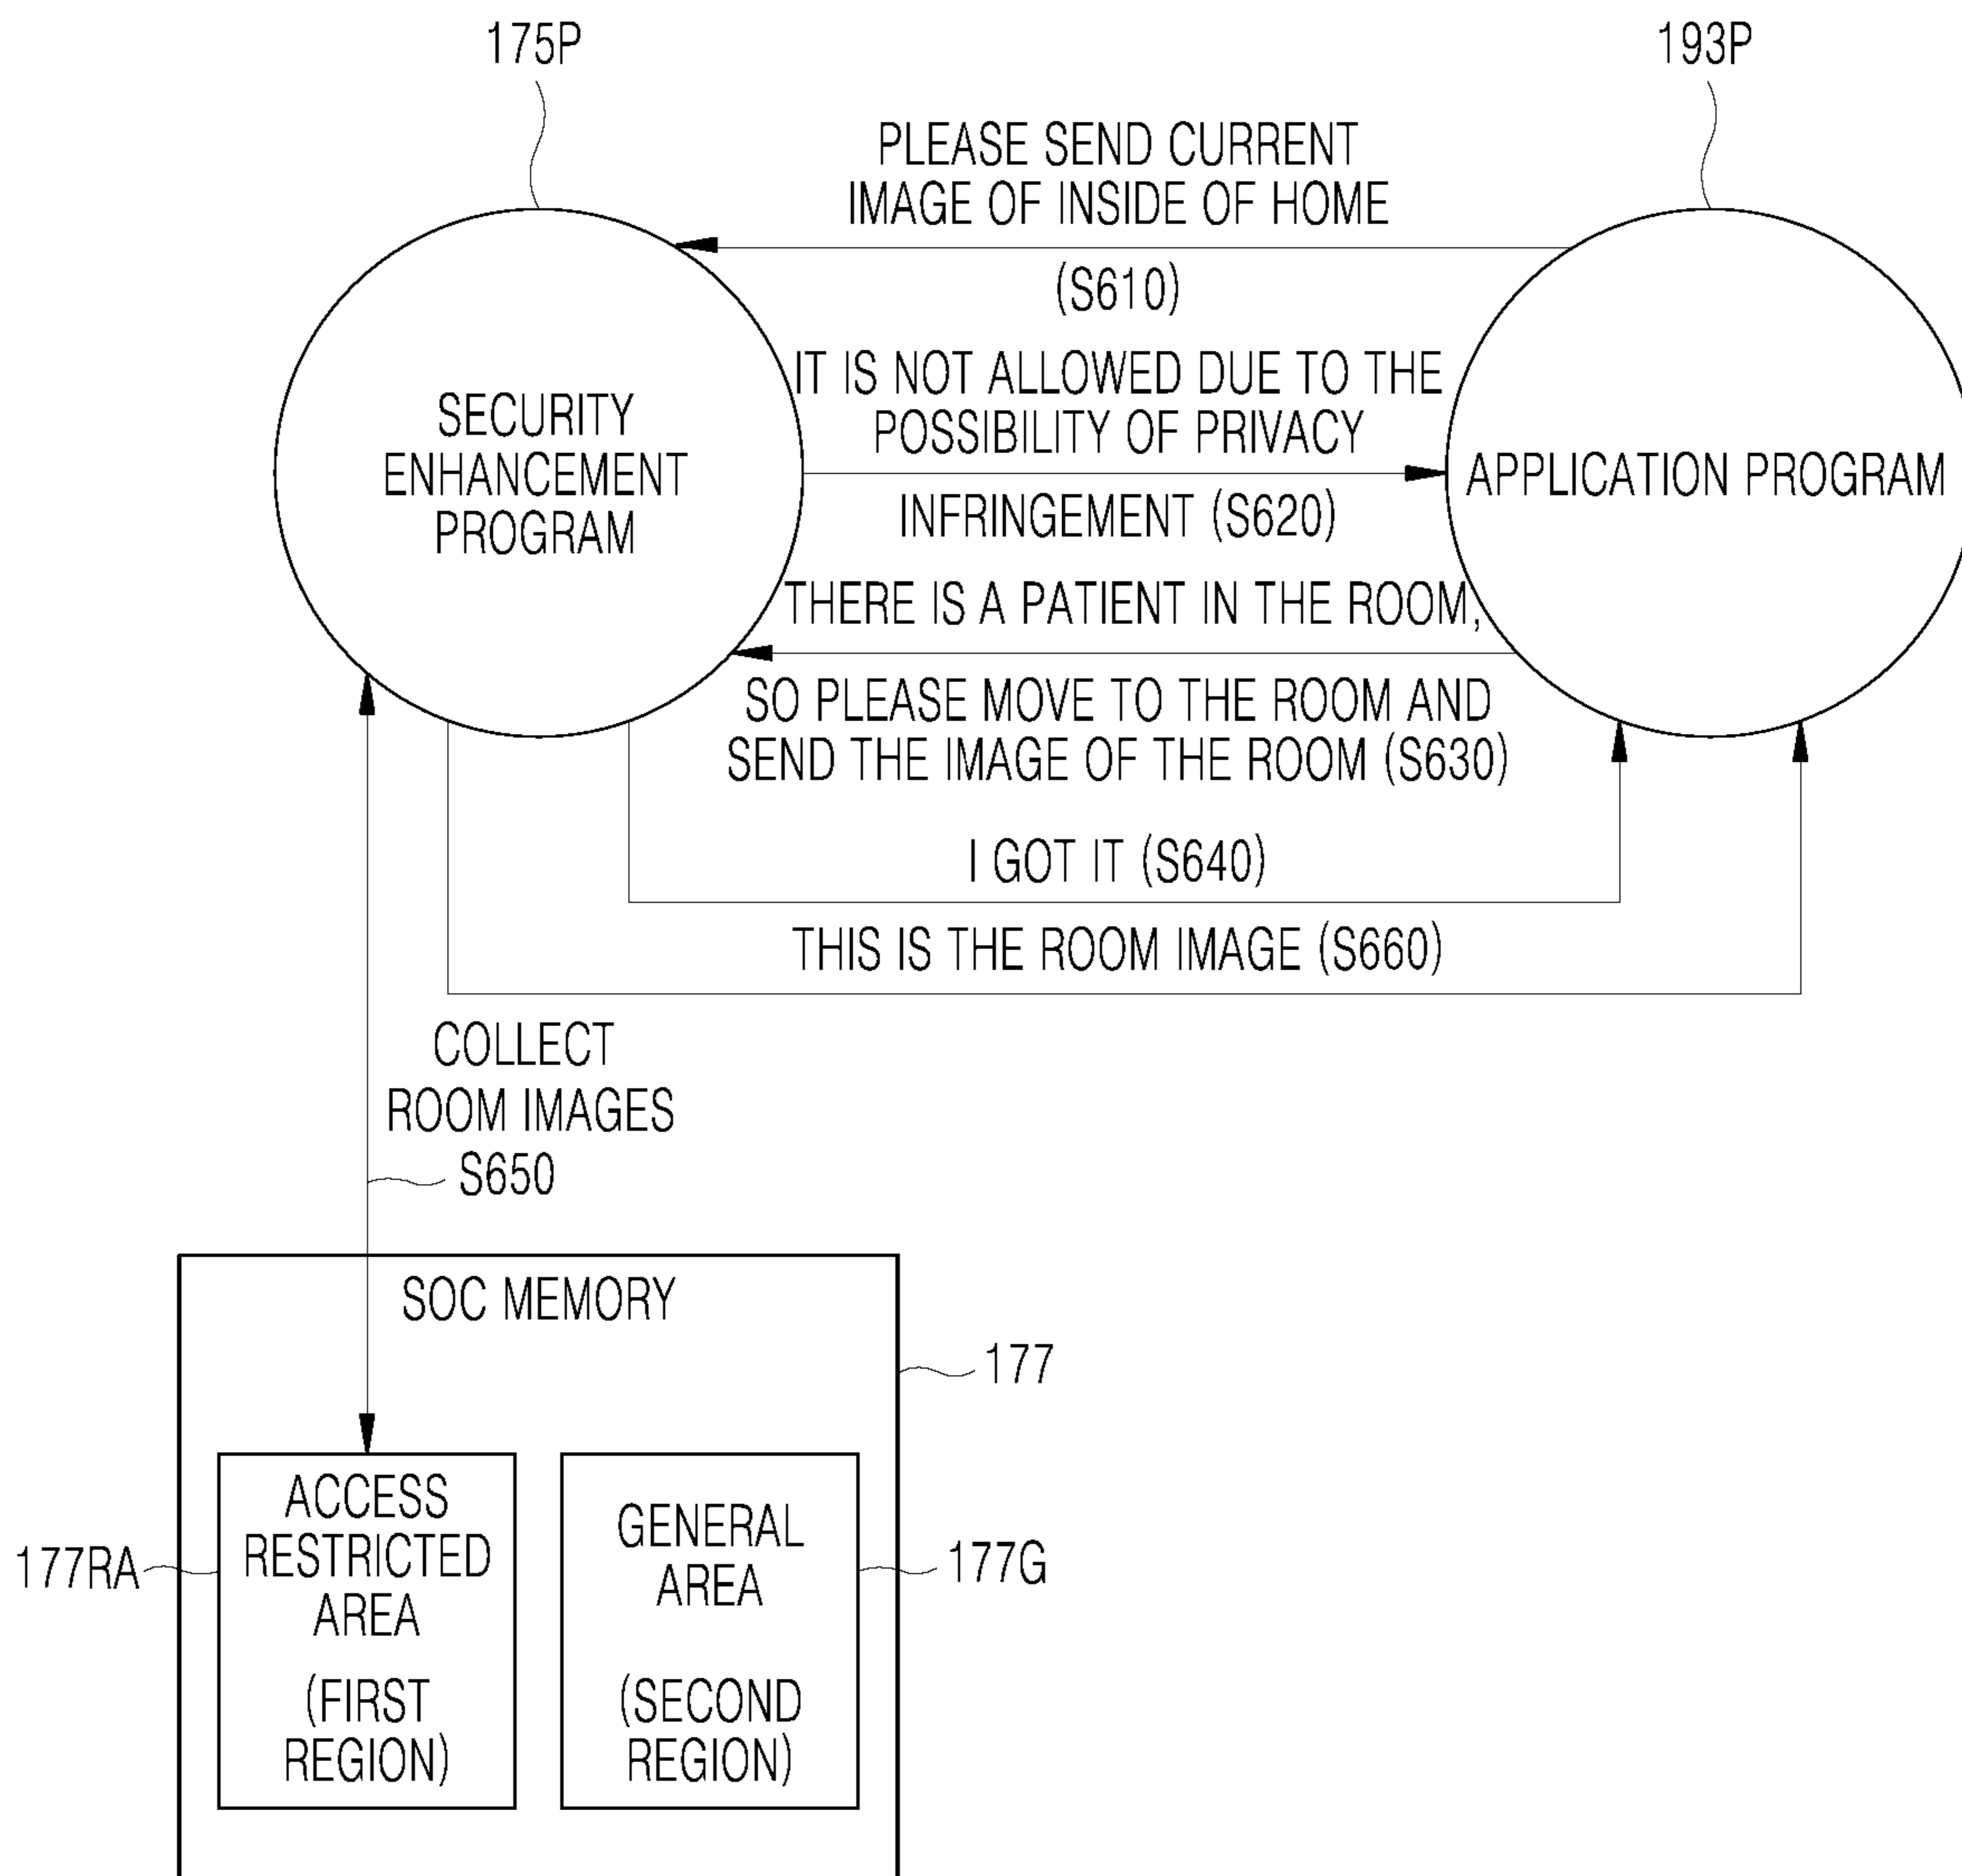 175P
193P
PLEASE SEND CURRENT
IMAGE OF INSIDE OF HOME
(S610)
IT IS NOT ALLOWED DUE TO THE
POSSIBILITY OF PRIVACY
INFRINGEMENT (S620)
SECURITY
ENHANCEMENT
PROGRAM
APPLICATION PROGRAM
THERE IS A PATIENT IN THE ROOM,
SO PLEASE MOVE TO THE ROOM AND
SEND THE IMAGE OF THE ROOM (S630)
I GOT IT (S640)
THIS IS THE ROOM IMAGE (S660)
COLLECT
ROOM IMAGES
S650
SOC MEMORY
177
ACCESS
RESTRICTED
AREA
(FIRST
REGION)
177RA
GENERAL
AREA
(SECOND
REGION)
177G